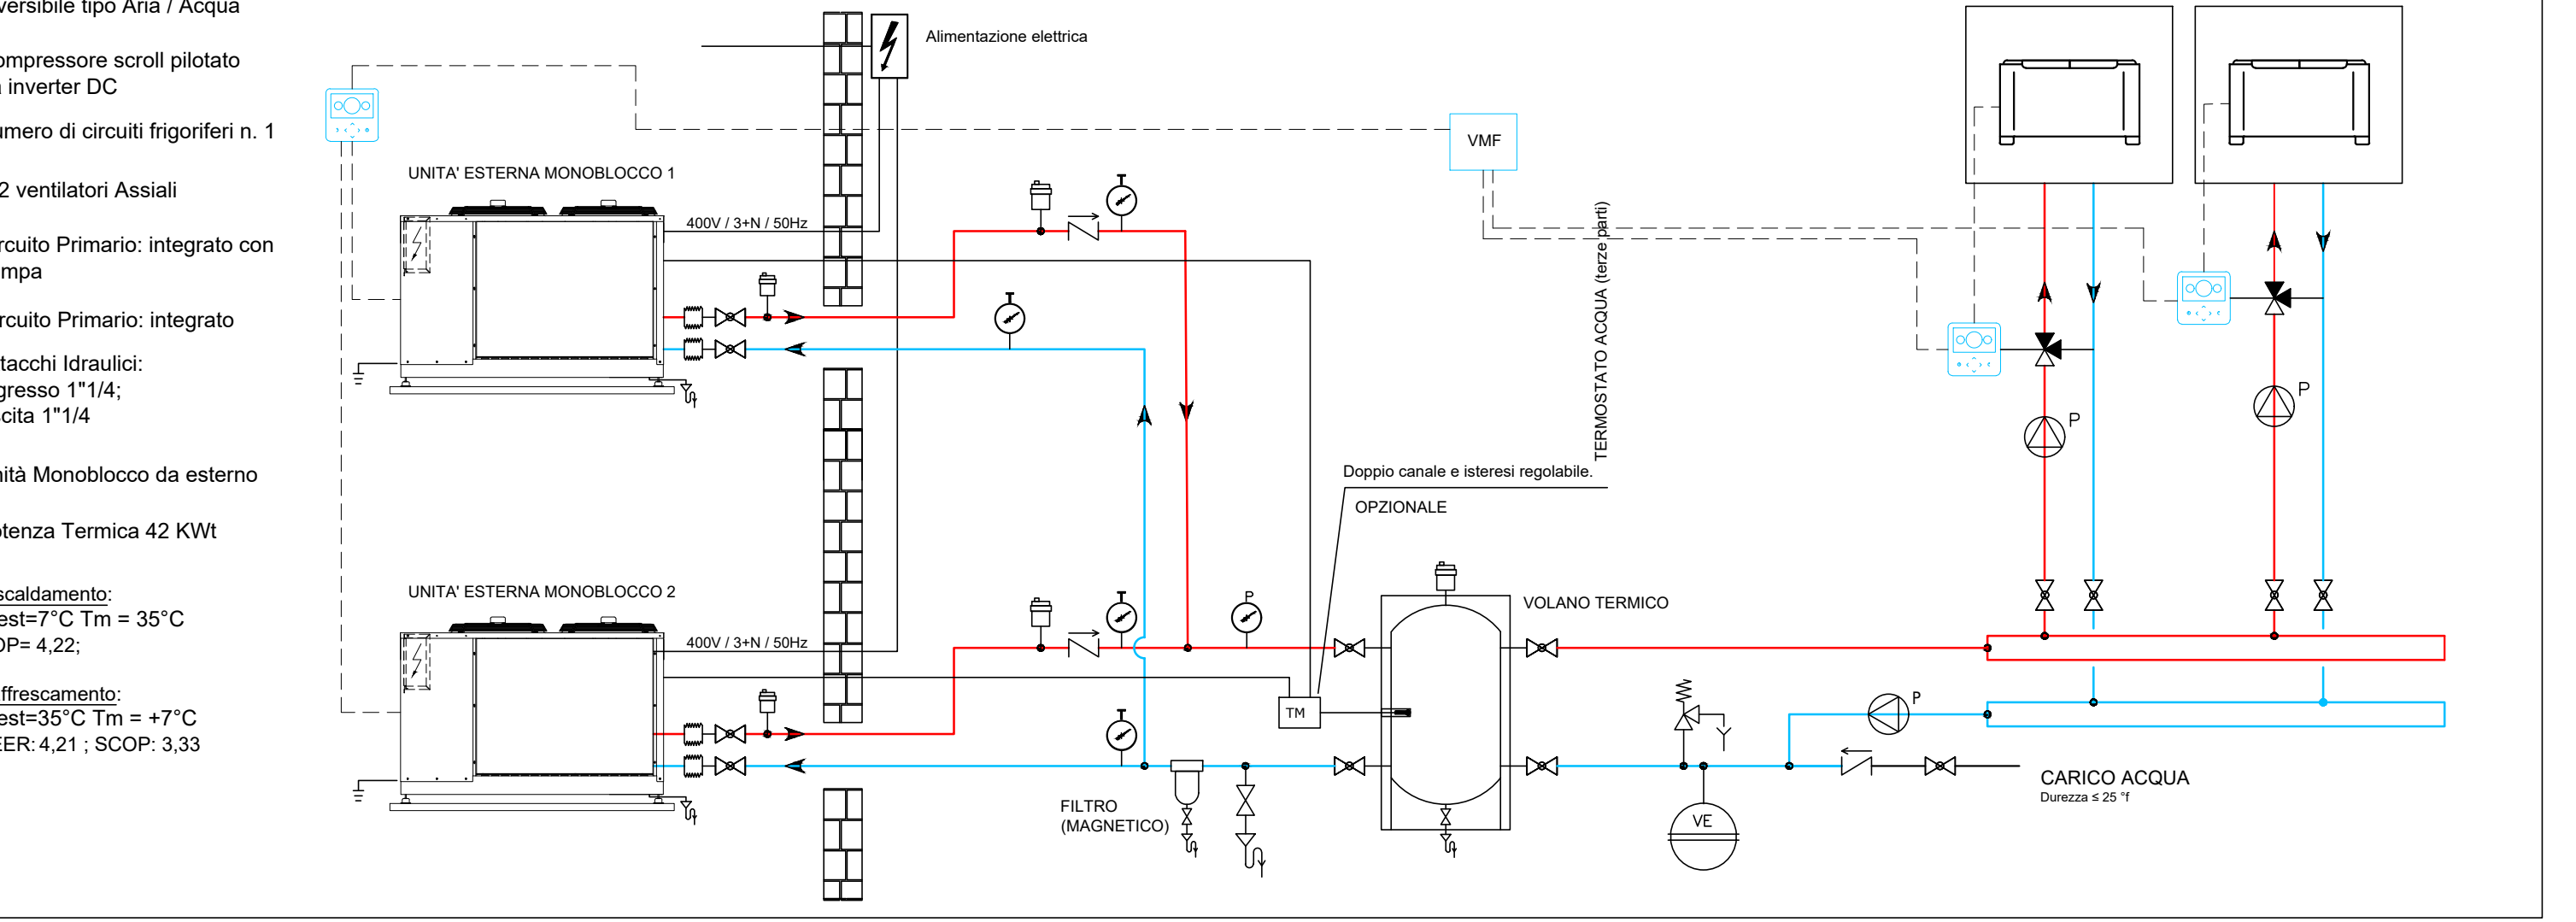 versibile tipo Aria / Acqua
ompressore scroll pilotato
inverter DC
umero di circuiti frigoriferi n. 1
2 ventilatori Assiali
rcuito Primario: integrato con
mpa
rcuito Primario: integrato
tacchi Idraulici:
gresso 1"1/4;
scita 1"1/4
nità Monoblocco da esterno
otenza Termica 42 KWt
scaldamento:
est=7°C Tm = 35°C
OP= 4,22;
affrescamento:
est=35°C Tm = +7°C
EER: 4,21 ; SCOP: 3,33
Alimentazione elettrica
UNITA' ESTERNA MONOBLOCCO 1
400V / 3+N / 50Hz
T
T
VMF
TERMOSTATO ACQUA (terze parti)
Doppio canale e isteresi regolabile.
OPZIONALE
P
P
UNITA' ESTERNA MONOBLOCCO 2
400V / 3+N / 50Hz
T
P
T
TM
VOLANO TERMICO
P
FILTRO
(MAGNETICO)
VE
CARICO ACQUA
Durezza ≤ 25 °f